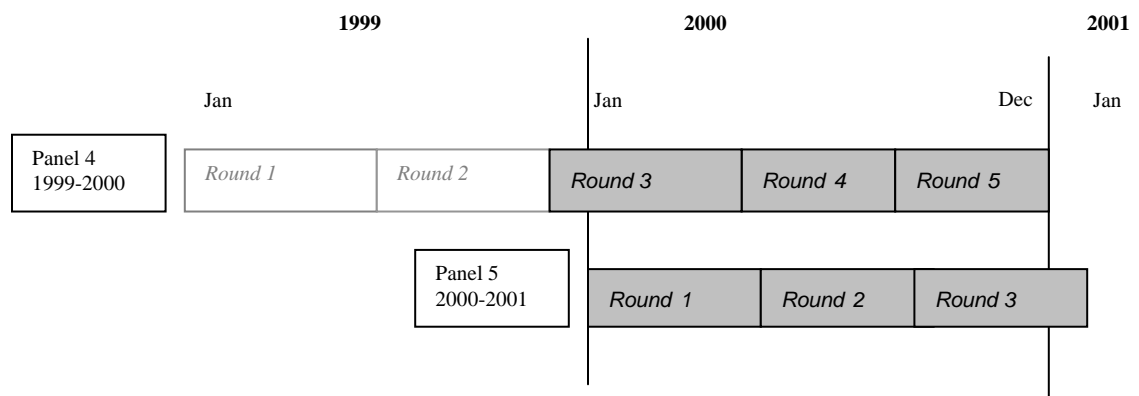 1999 2000 2001
Jan Jan Dec Jan
Panel 4
1999-2000
Round 1 Round 2 Round 3 Round 4 Round 5
Panel 5
2000-2001
Round 1 Round 2 Round 3